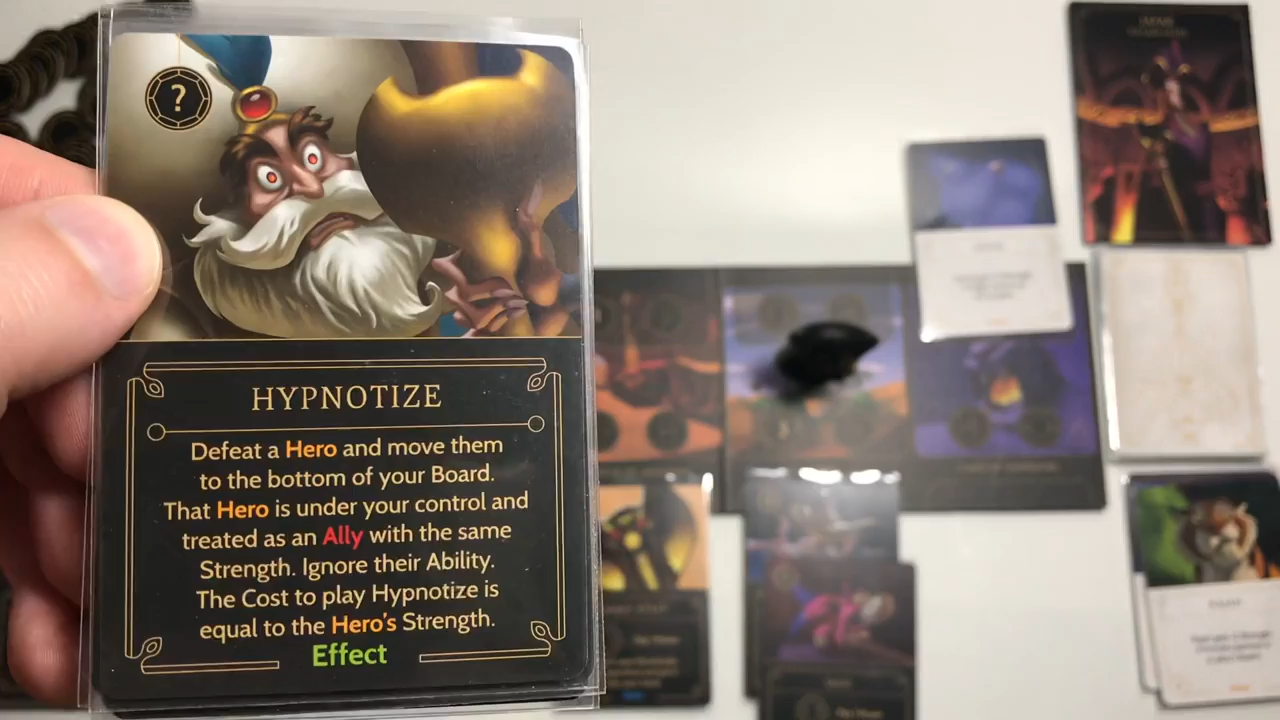 ?
HYPNOTIZE
Defeat a Hero and move them
to the bottom of your Board.
That Hero is under your control and
treated as an Ally with the same
Strength. Ignore their Ability.
The Cost to play Hypnotize is
equal to the Hero's Strength.
Effect